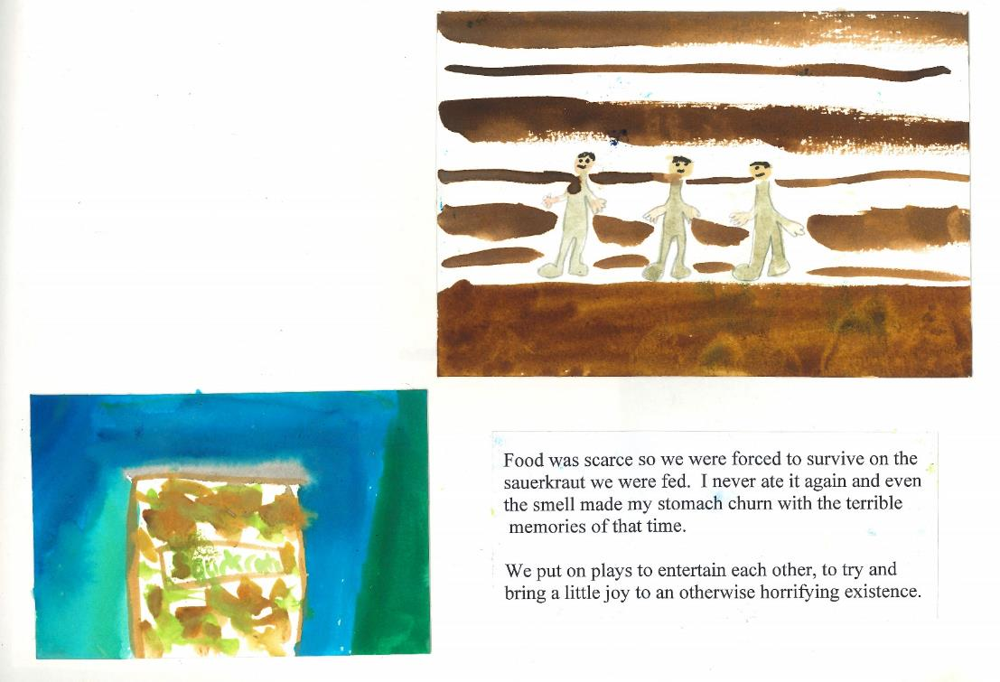 Sauerkraut
Food was scarce so we were forced to survive on the
sauerkraut we were fed.  I never ate it again and even
the smell made my stomach churn with the terrible
memories of that time.
We put on plays to entertain each other, to try and
bring a little joy to an otherwise horrifying existence.